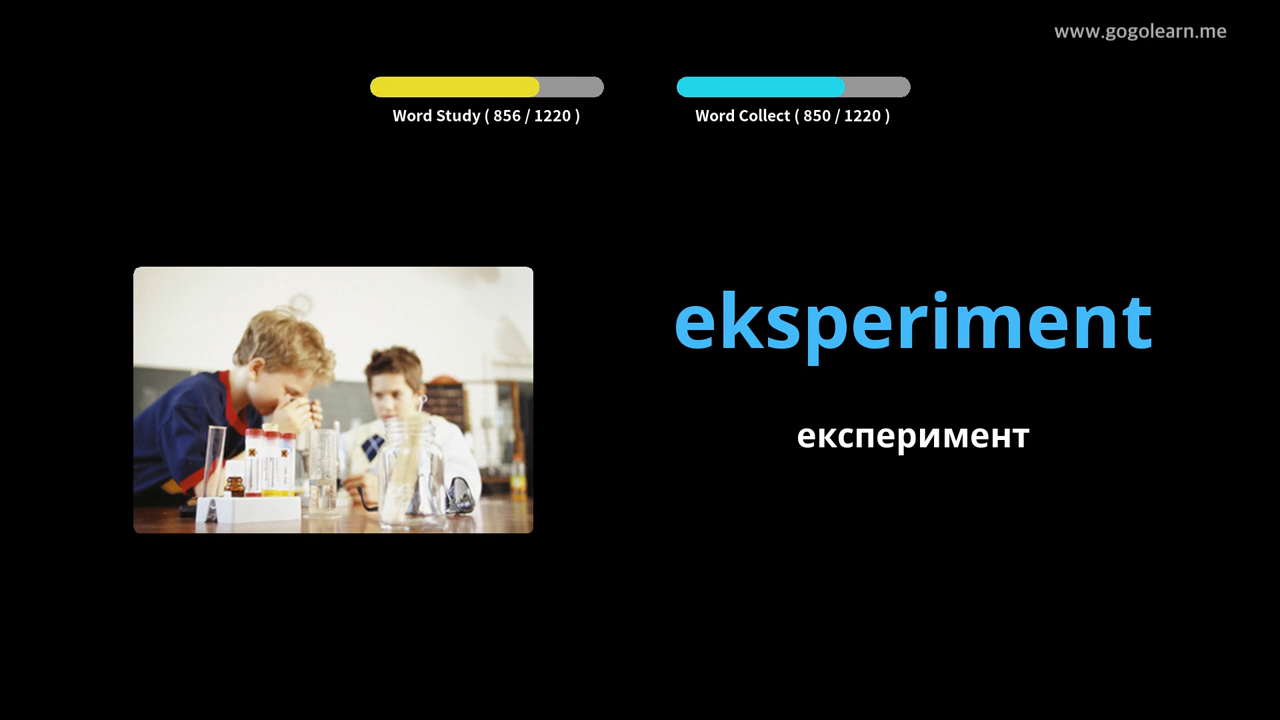 www.gogolearn.me
Word Study ( 856 / 1220 )
Word Collect ( 850 / 1220 )
eksperiment
експеримент